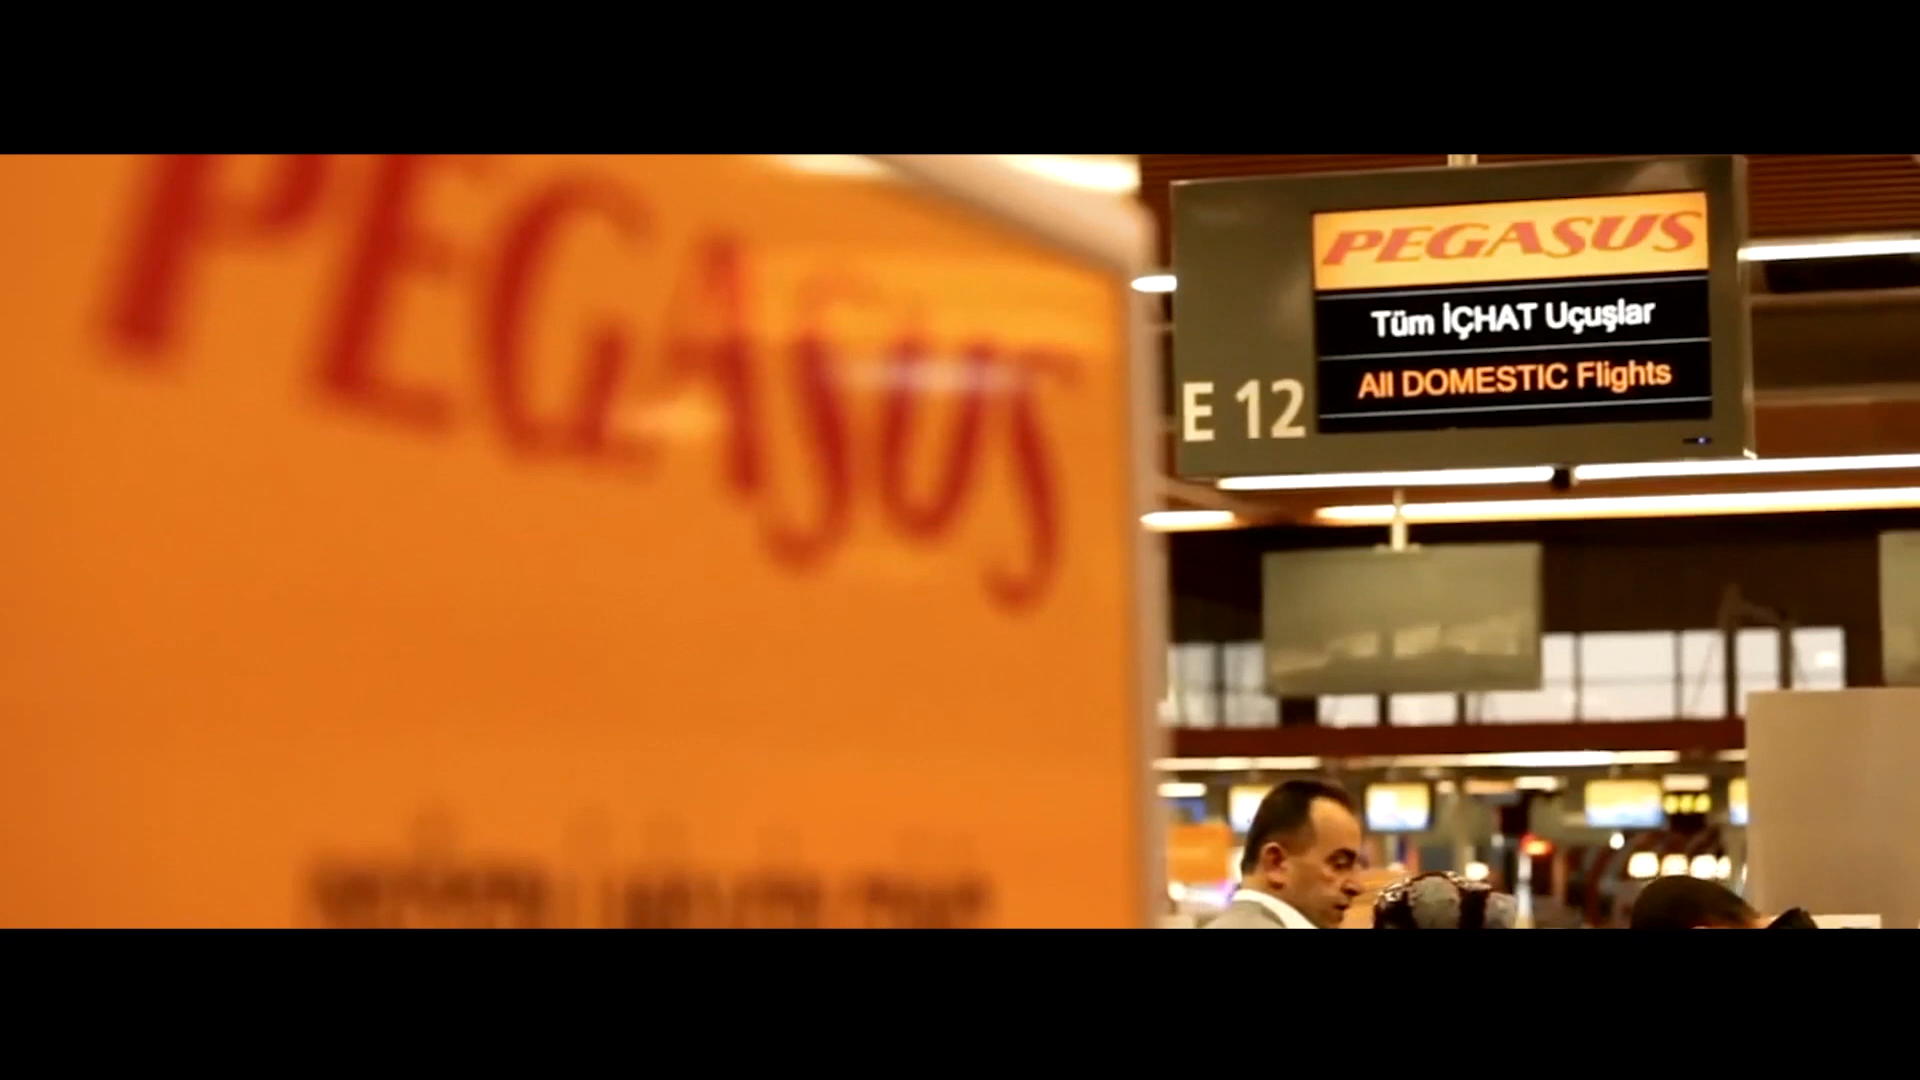 PEGASUS
PEGASUS
Tüm İÇHAT Uçuşlar
All DOMESTIC Flights
E 12